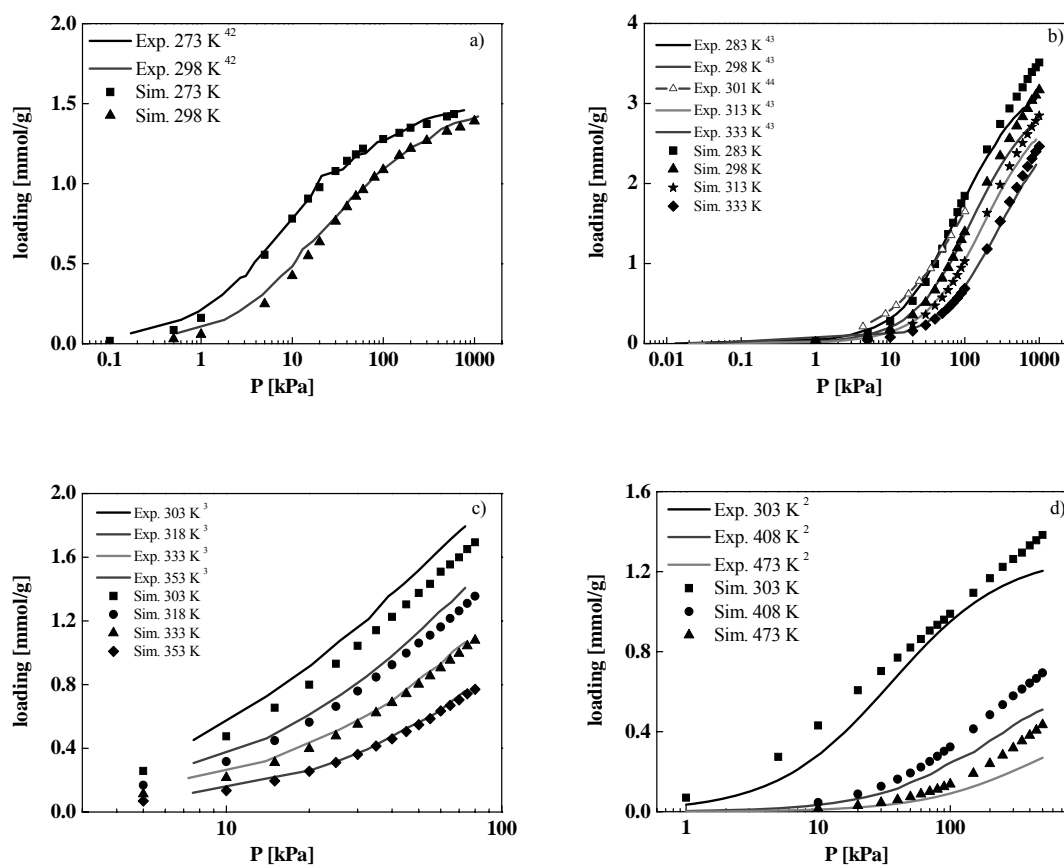 a)
Exp. 273 K 42
Exp. 298 K 42
Sim. 273 K
Sim. 298 K
2.0
1.5
1.0
0.5
0.0
0.1
1
10
100
1000
loading [mmol/g]
P [kPa]
b)
Exp. 283 K 43
Exp. 298 K 43
Exp. 301 K 44
Exp. 313 K 43
Exp. 333 K 43
Sim. 283 K
Sim. 298 K
Sim. 313 K
Sim. 333 K
4
3
2
1
0
0.01
0.1
1
10
100
1000
loading [mmol/g]
P [kPa]
c)
Exp. 303 K 3
Exp. 318 K 3
Exp. 333 K 3
Exp. 353 K 3
Sim. 303 K
Sim. 318 K
Sim. 333 K
Sim. 353 K
2.0
1.6
1.2
0.8
0.4
0.0
10
100
loading [mmol/g]
P [kPa]
d)
Exp. 303 K 2
Exp. 408 K 2
Exp. 473 K 2
Sim. 303 K
Sim. 408 K
Sim. 473 K
1.6
1.2
0.8
0.4
0.0
1
10
100
loading [mmol/g]
P [kPa]